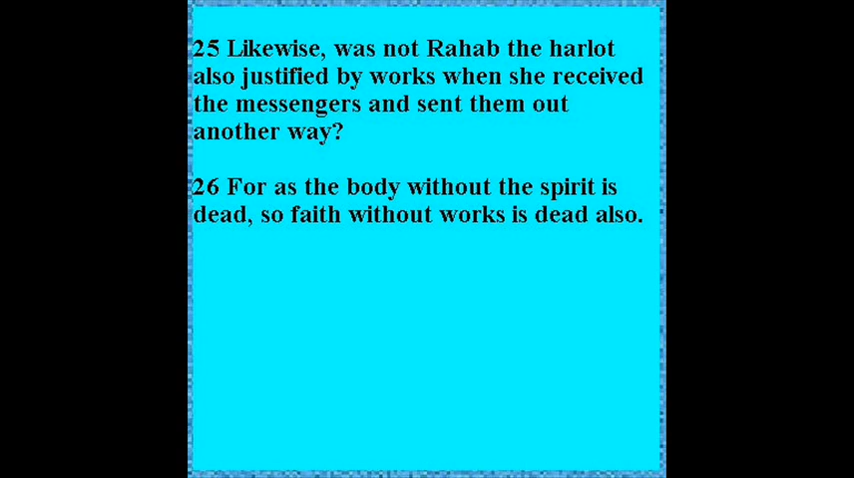 25 Likewise, was not Rahab the harlot
also justified by works when she received
the messengers and sent them out
another way?
26 For as the body without the spirit is
dead, so faith without works is dead also.